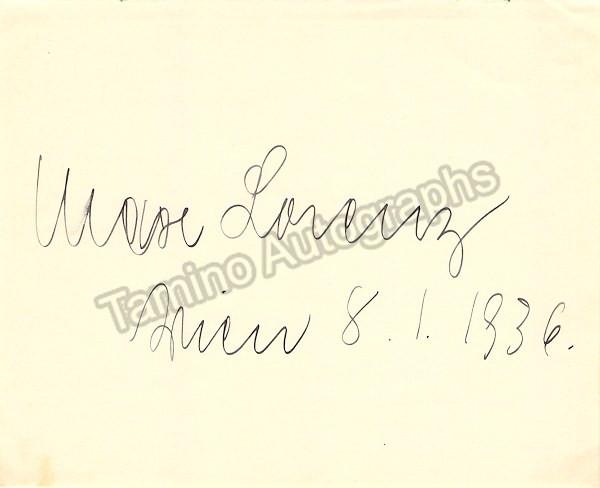 Max Lorenz
Tamino Autographs
Wien 8. 1. 1936.